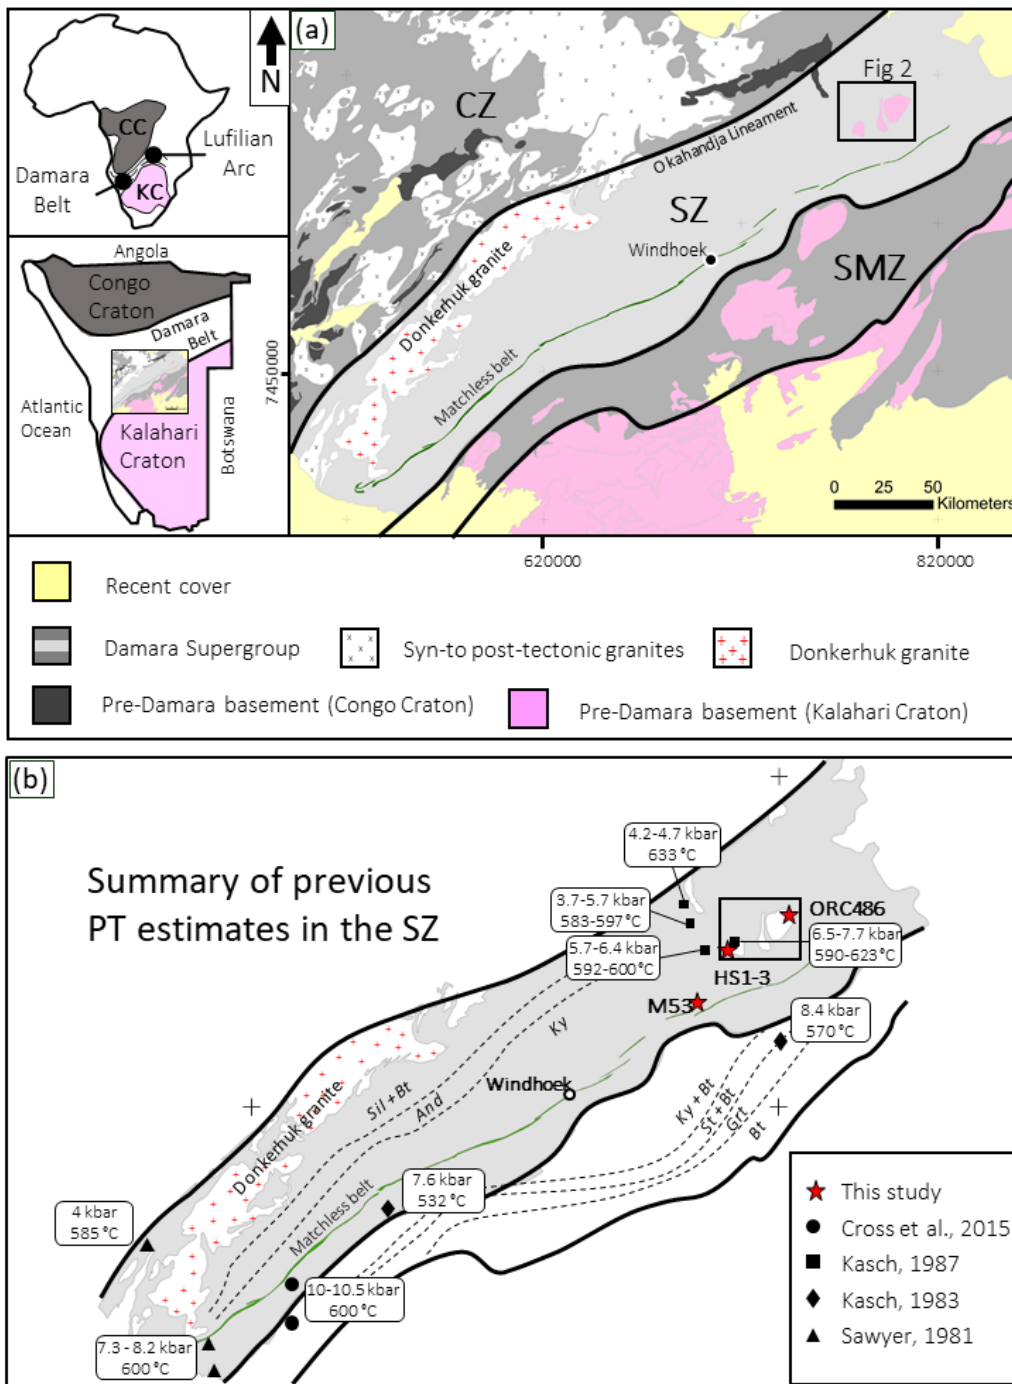 CC
KC
Lufilian
Arc
Damara
Belt
N
(a)
CZ
Fig 2
Okahandja Lineament
SZ
Windhoek
SMZ
Donkerhuk granite
Matchless belt
0 25 50
Kilometers
Angola
Congo
Craton
Damara
Belt
Atlantic
Ocean
Kalahari
Craton
Botswana
7450000
620000
820000
Recent cover
Damara Supergroup
Syn-to post-tectonic granites
Donkerhuk granite
Pre-Damara basement (Congo Craton)
Pre-Damara basement (Kalahari Craton)
(b)
Summary of previous
PT estimates in the SZ
4.2-4.7 kbar
633 °C
3.7-5.7 kbar
583-597°C
5.7-6.4 kbar
592-600°C
ORC486
6.5-7.7 kbar
590-623°C
HS1-3
M53
8.4 kbar
570 °C
Ky
Sil + Bt
And
Windhoek
Ky + Bt
St + Bt
Grt
Bt
Donkerhuk granite
Matchless belt
7.6 kbar
532 °C
4 kbar
585 °C
10-10.5 kbar
600 °C
7.3 - 8.2 kbar
600 °C
This study
Cross et al., 2015
Kasch, 1987
Kasch, 1983
Sawyer, 1981